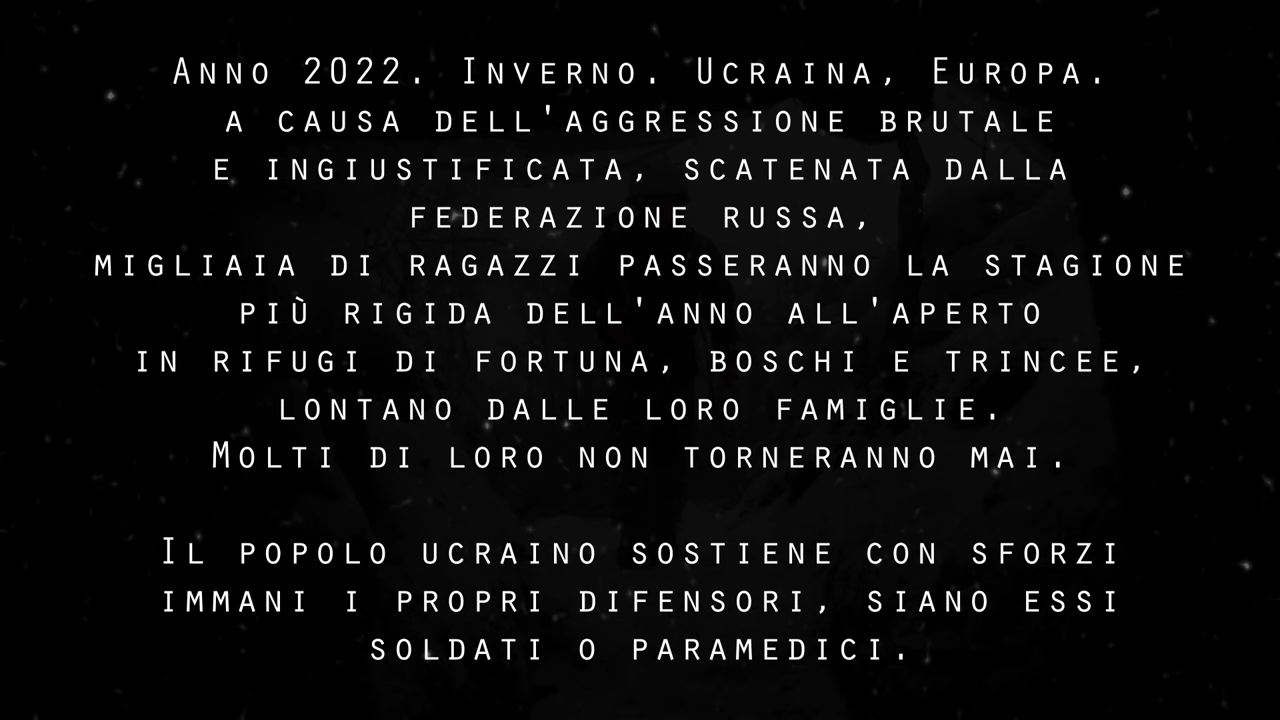 Anno 2022. Inverno. Ucraina, Europa.
a causa dell'aggressione brutale
e ingiustificata, scatenata dalla
federazione russa,
migliaia di ragazzi passeranno la stagione
più rigida dell'anno all'aperto
in rifugi di fortuna, boschi e trincee,
lontano dalle loro famiglie.
Molti di loro non torneranno mai.
Il popolo ucraino sostiene con sforzi
immani i propri difensori, siano essi
soldati o paramedici.